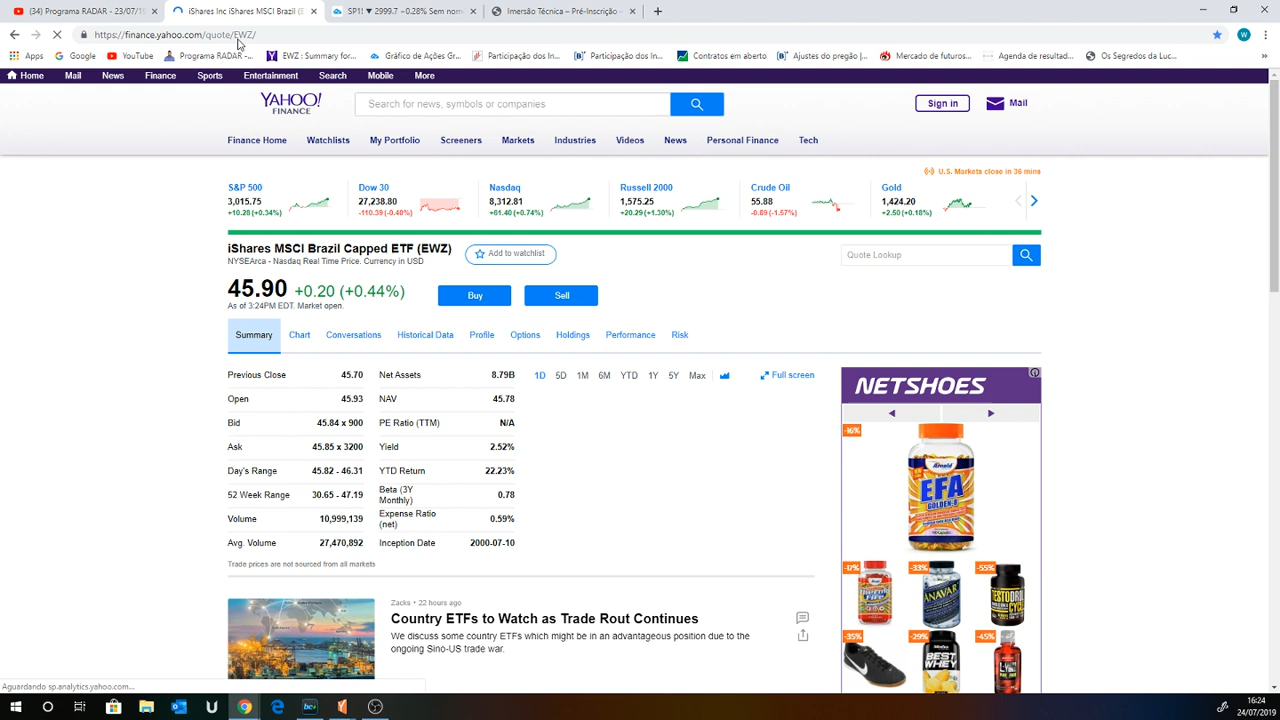 (34) Programa RADAR - 23/07/19
iShares Inc iShares MSCI Brazil (E
SP1! ▼ 2999.7 −0.28% Sem nom
Imersão Técnica – Pré-Inscrição –
https://finance.yahoo.com/quote/EWZ/
W
Apps
Google
YouTube
Programa RADAR -...
EWZ : Summary for...
Gráfico de Ações Gr...
Participação dos In...
Participação dos In...
Contratos em aberto
Ajustes do pregão |...
Mercado de futuros...
Agenda de resultad...
Os Segredos da Luc...
Home Mail News Finance Sports Entertainment Search Mobile More
YAHOO!
FINANCE
Search for news, symbols or companies
Sign in
Mail
Finance Home Watchlists My Portfolio Screeners Markets Industries Videos News Personal Finance Tech
U.S. Markets close in 36 mins
S&P 500
3,015.75
+10.28 (+0.34%)
Dow 30
27,238.80
-110.39 (-0.40%)
Nasdaq
8,312.81
+61.40 (+0.74%)
Russell 2000
1,575.25
+20.29 (+1.30%)
Crude Oil
55.88
-0.89 (-1.57%)
Gold
1,424.20
+2.50 (+0.18%)
iShares MSCI Brazil Capped ETF (EWZ)
NYSEArca - Nasdaq Real Time Price. Currency in USD
Add to watchlist
Quote Lookup
45.90 +0.20 (+0.44%)
As of 3:24PM EDT. Market open.
Buy
Sell
Summary Chart Conversations Historical Data Profile Options Holdings Performance Risk
Previous Close 45.70
Open 45.93
Bid 45.84 x 900
Ask 45.85 x 3200
Day's Range 45.82 - 46.31
52 Week Range 30.65 - 47.19
Volume 10,999,139
Avg. Volume 27,470,892
Net Assets 8.79B
NAV 45.78
PE Ratio (TTM) N/A
Yield 2.52%
YTD Return 22.23%
Beta (3Y
Monthly) 0.78
Expense Ratio
(net) 0.59%
Inception Date 2000-07-10
Trade prices are not sourced from all markets
1D 5D 1M 6M YTD 1Y 5Y Max
Full screen
NETSHOES
-16%
Arnold
EFA
GOLDEN-8
-33%
-55%
ANAVAR
TESTODROL
-35%
-29%
-45%
BEST
WHEY
Zacks • 22 hours ago
Country ETFs to Watch as Trade Rout Continues
We discuss some country ETFs which might be in an advantageous position due to the
ongoing Sino-US trade war.
Aguardando sp.analytics.yahoo.com...
16:24
24/07/2019